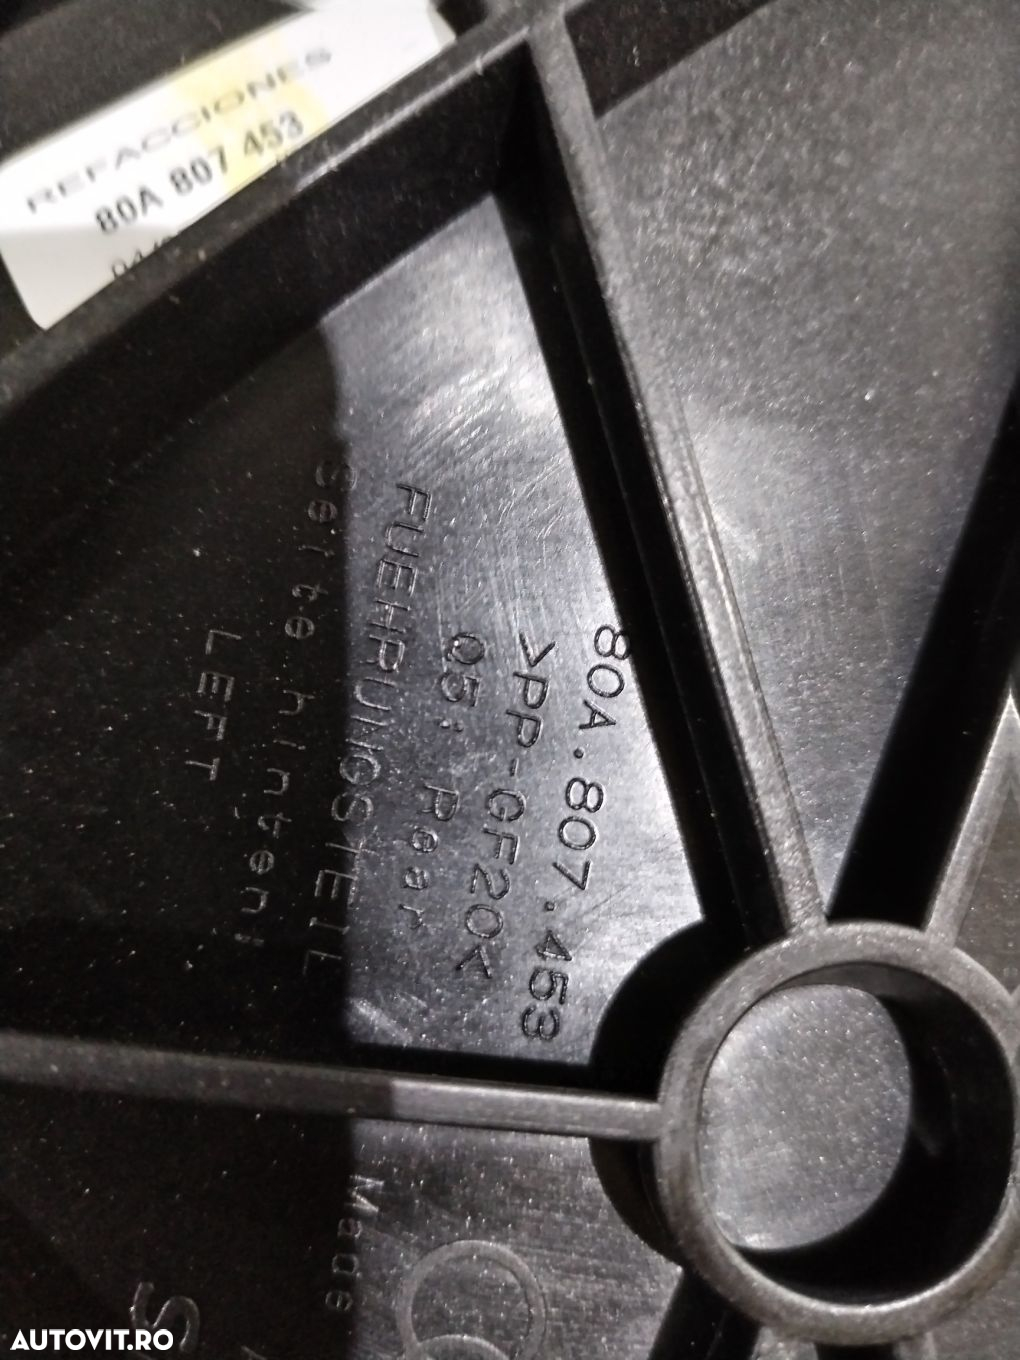 REFACCIONES
80A 807 453
80A.807.453
>PP-GF20<
Q5: Rear
FUEHRUNGSTEIL
Seite hinten:
LEFT
Made
AUTOVIT.RO